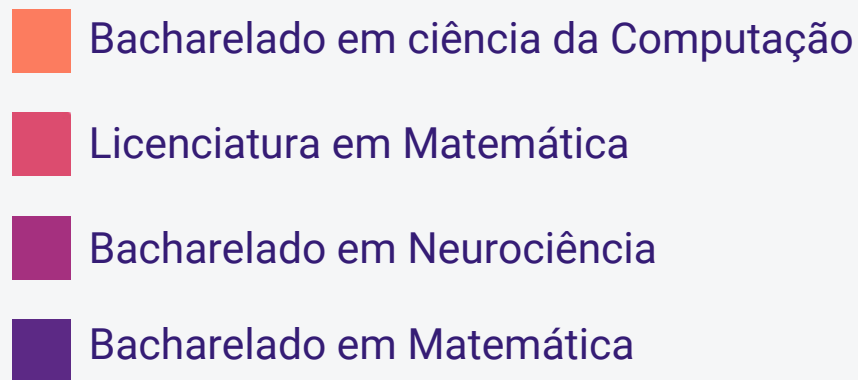 Bacharelado em ciência da Computação
Licenciatura em Matemática
Bacharelado em Neurociência
Bacharelado em Matemática